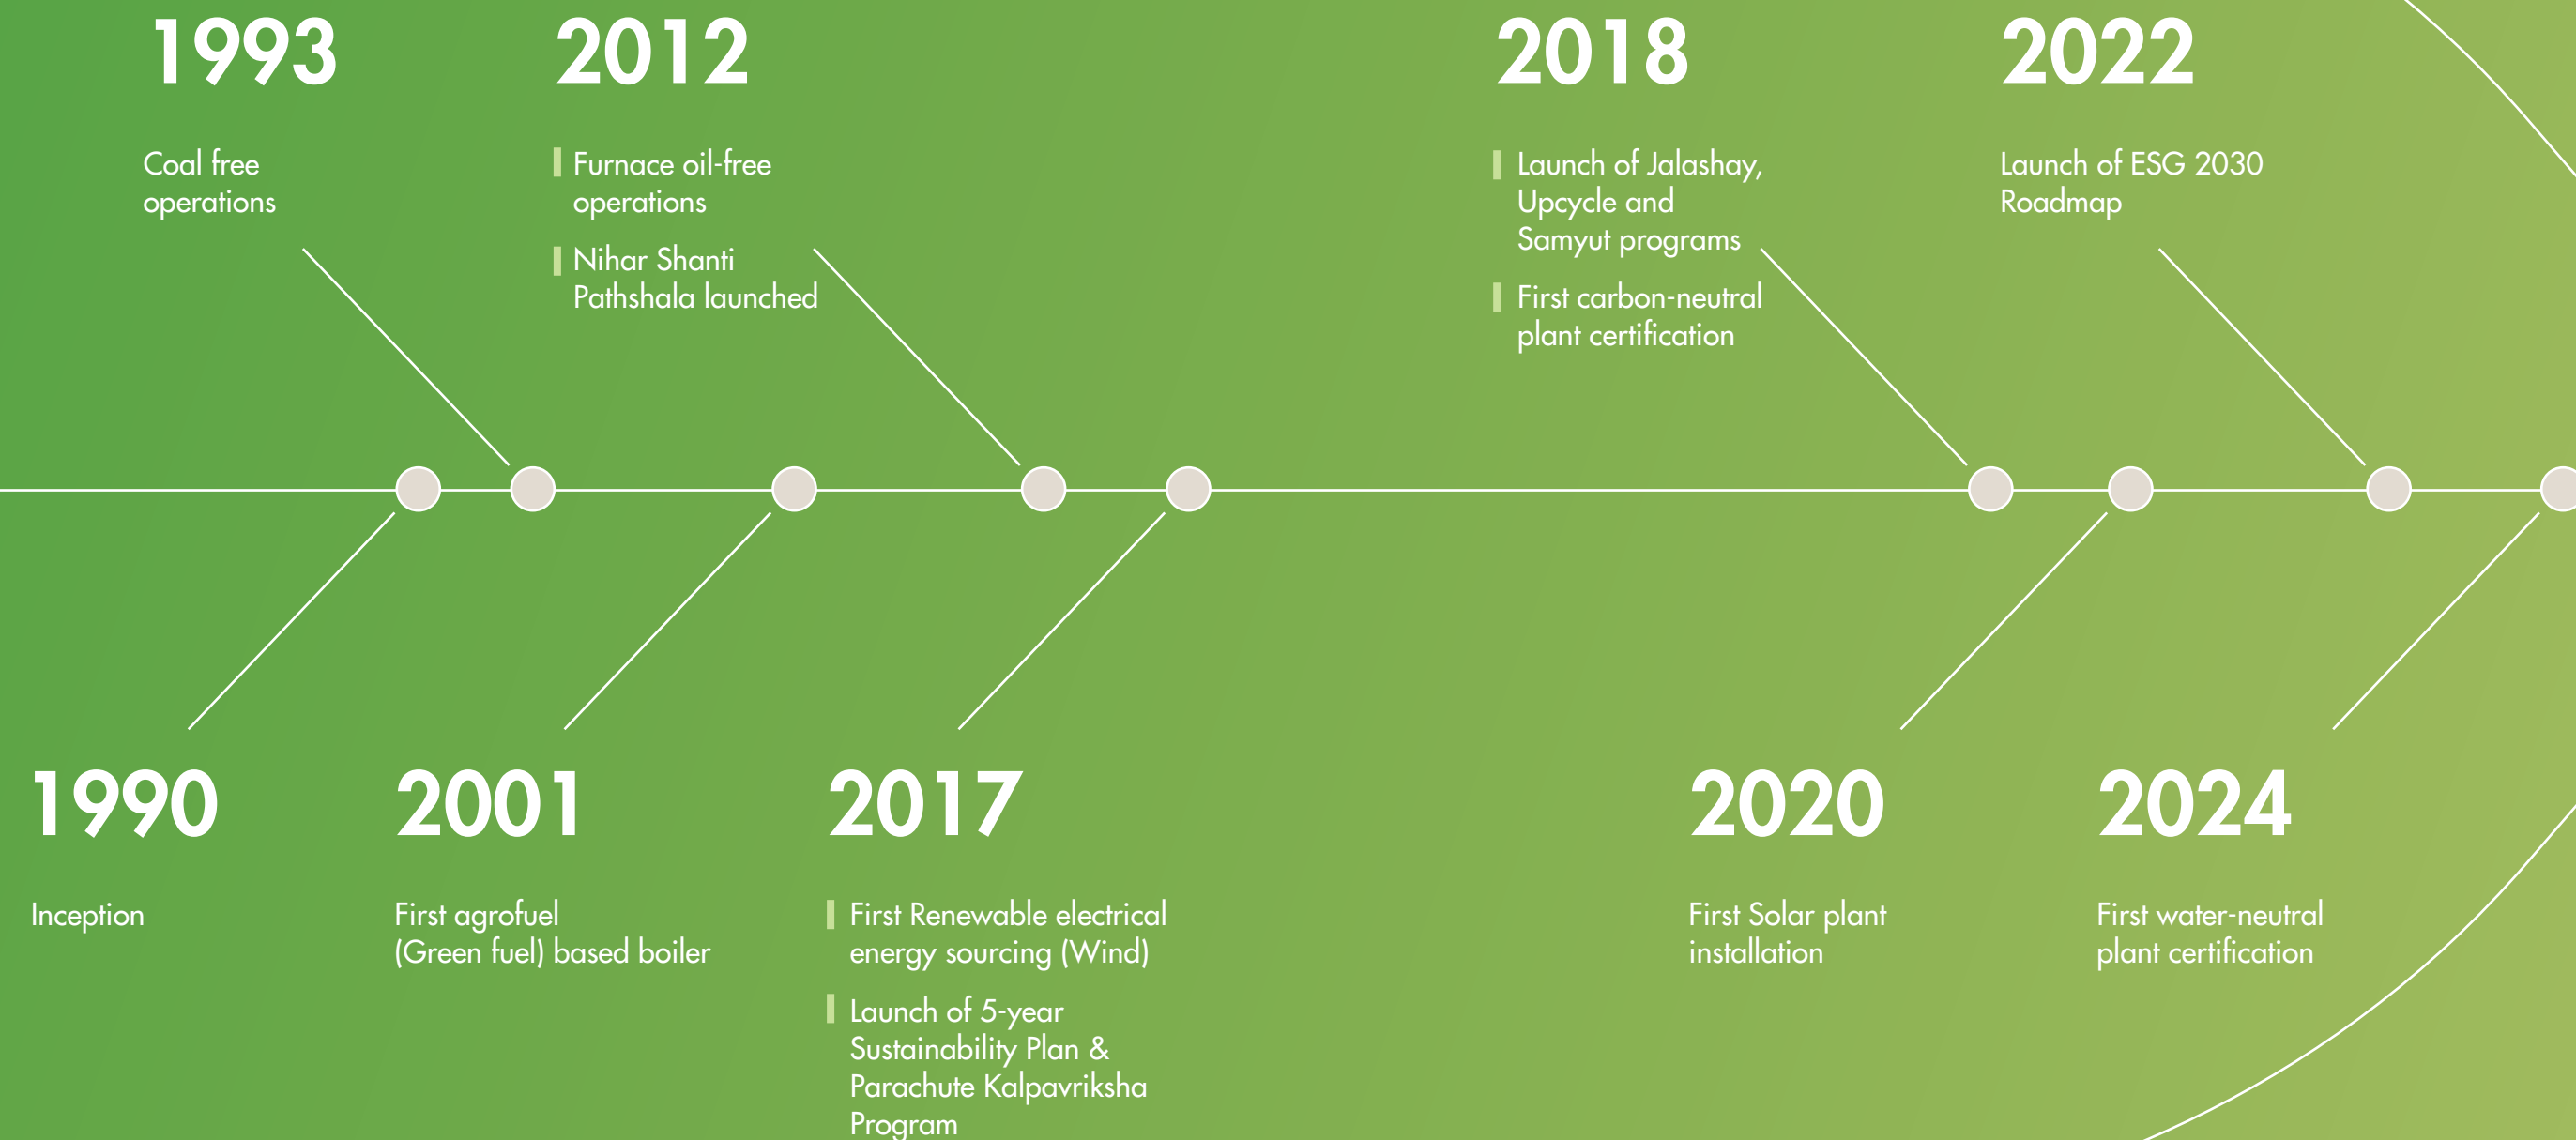 1993
Coal free
operations
2012
Furnace oil-free
operations
Nihar Shanti
Pathshala launched
2018
Launch of Jalashay,
Upcycle and
Samyut programs
First carbon-neutral
plant certification
2022
Launch of ESG 2030
Roadmap
1990
Inception
2001
First agrofuel
(Green fuel) based boiler
2017
First Renewable electrical
energy sourcing (Wind)
Launch of 5-year
Sustainability Plan &
Parachute Kalpavriksha
Program
2020
First Solar plant
installation
2024
First water-neutral
plant certification